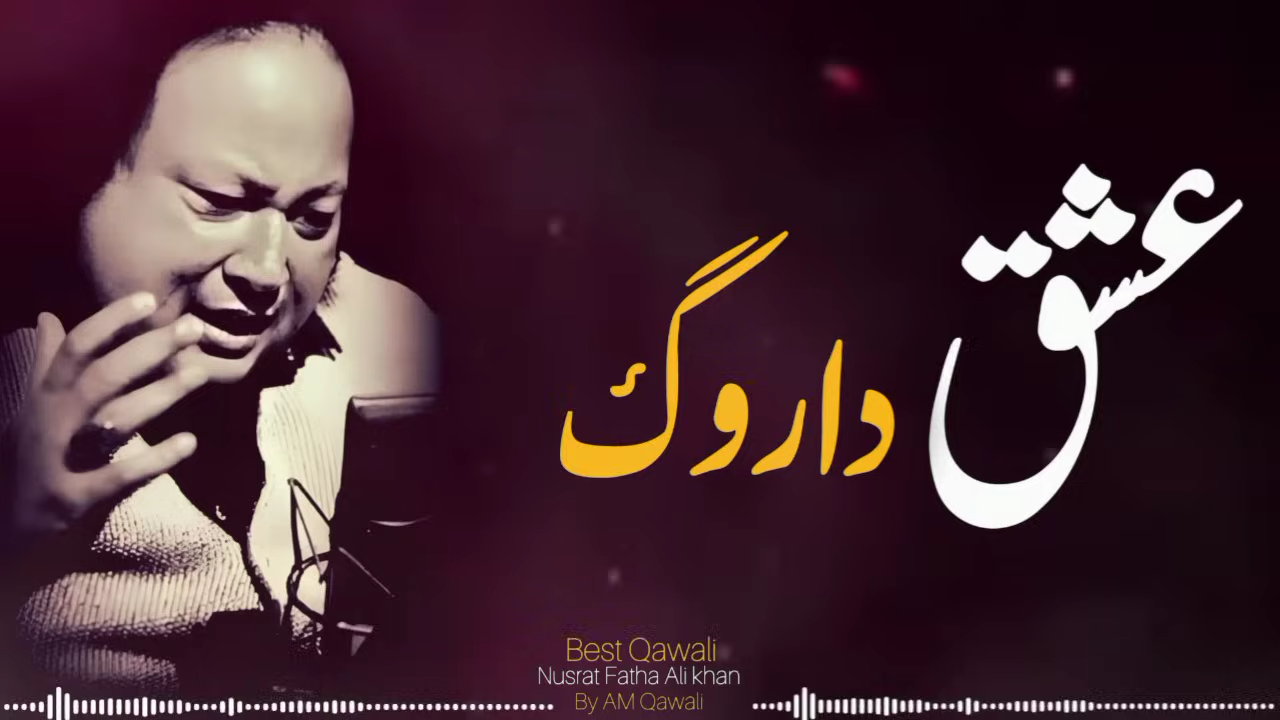 عشق
داروگ
Best Qawali
Nusrat Fatha Ali khan
By AM Qawali